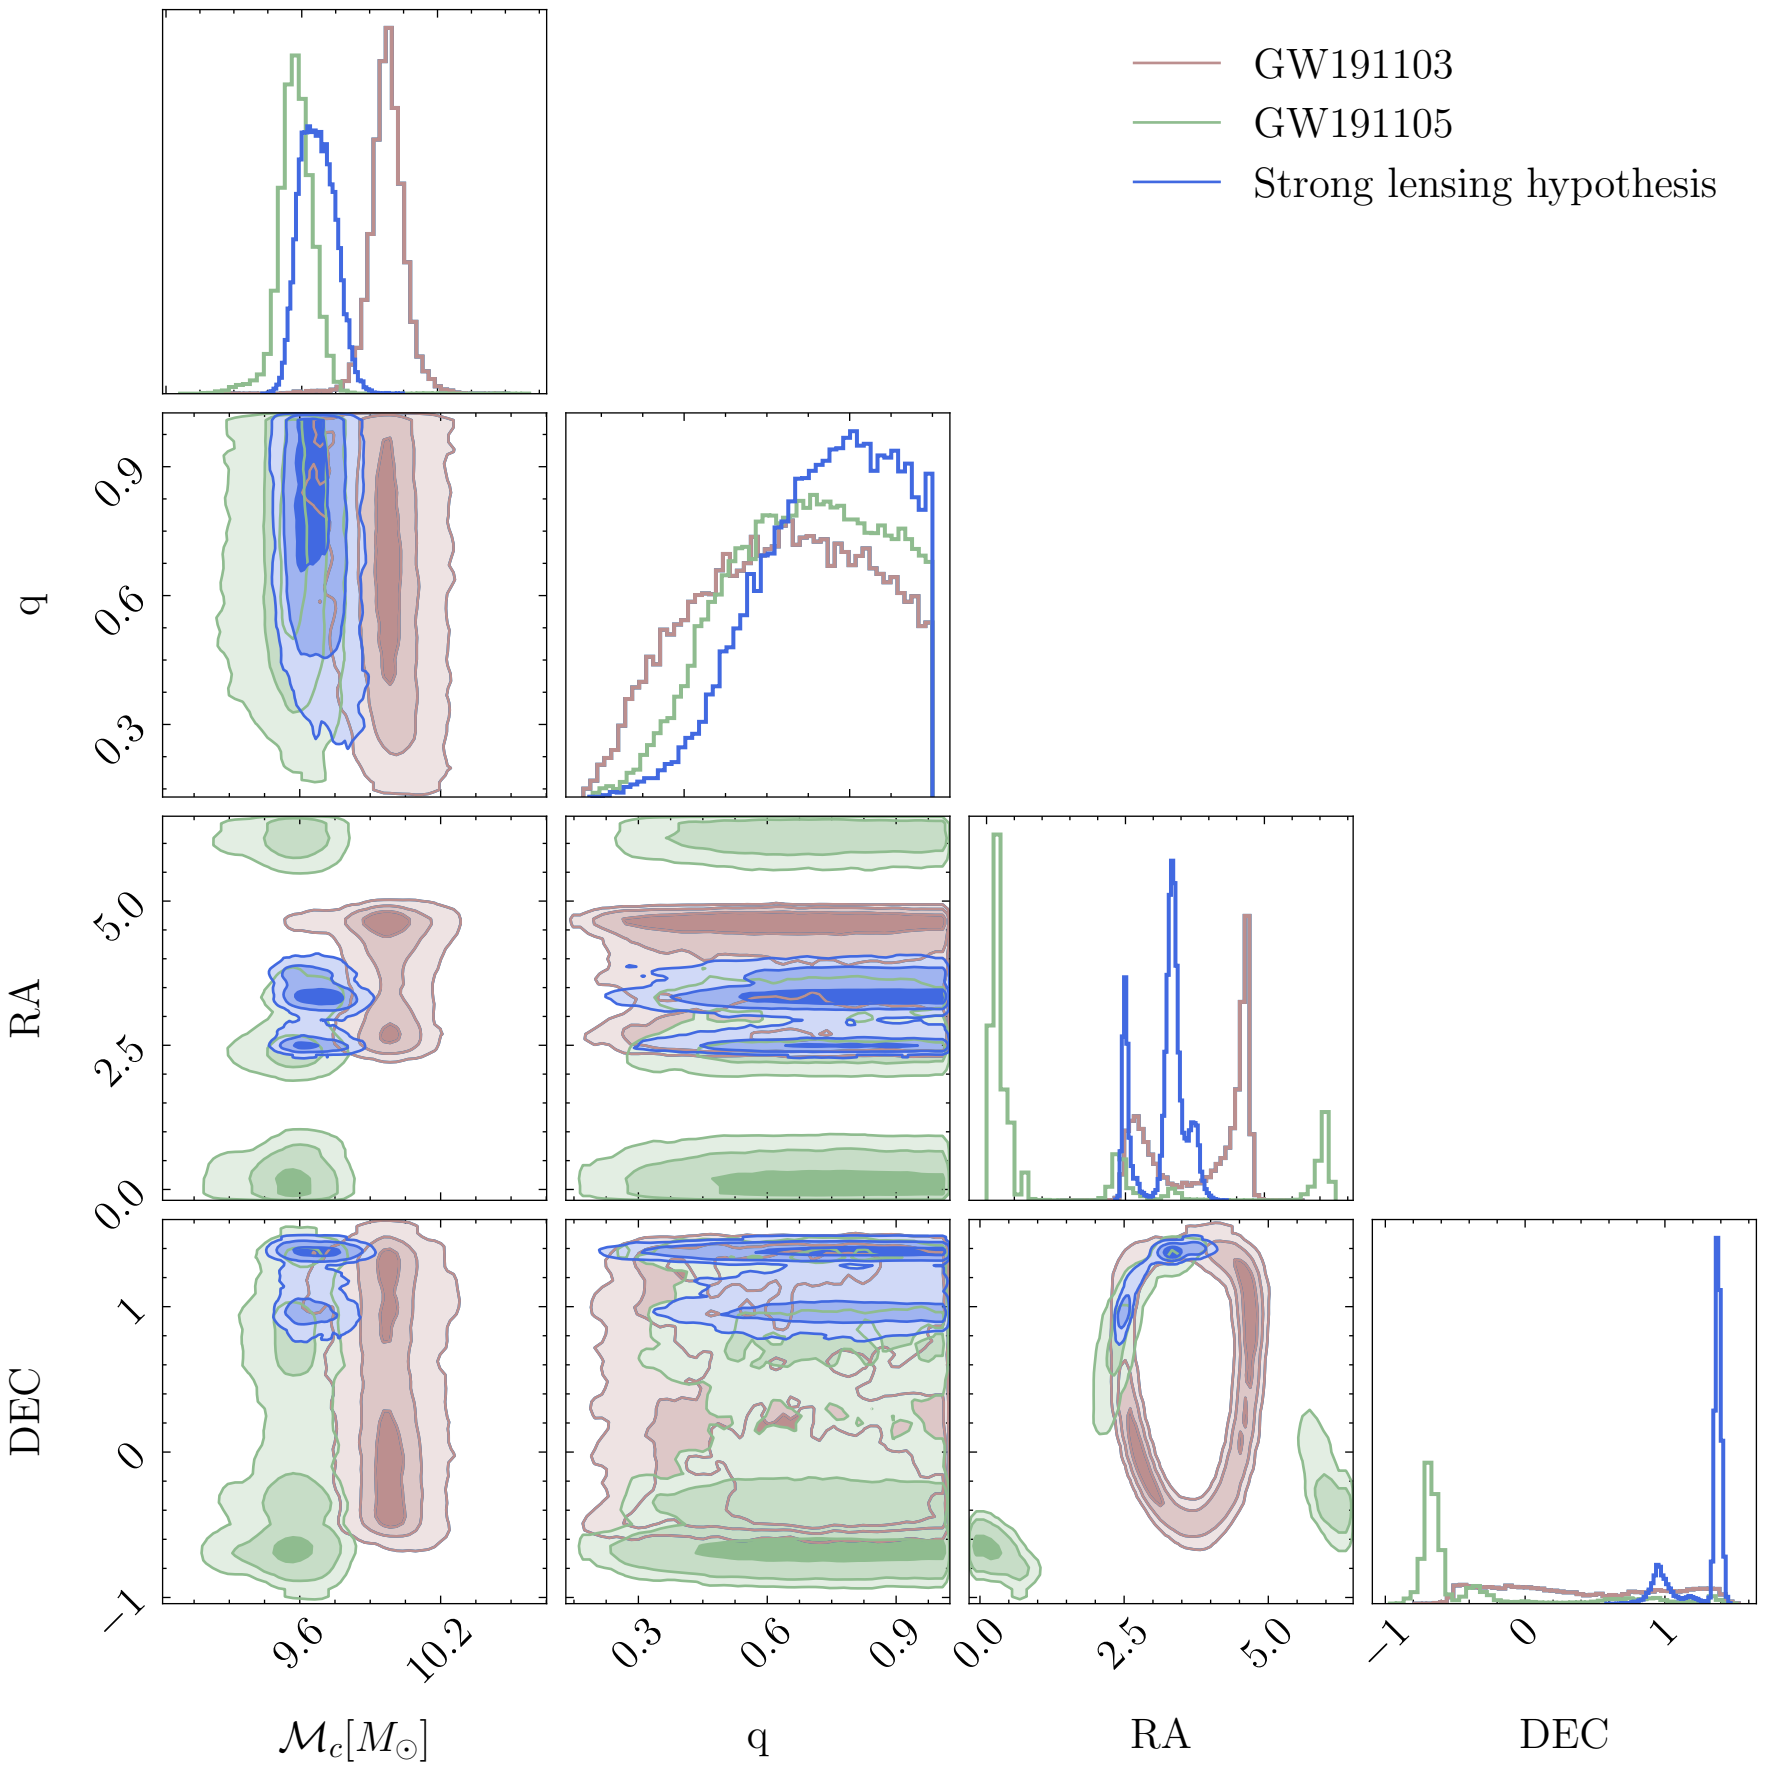 GW191103
GW191105
Strong lensing hypothesis
q
0.9
0.6
0.3
RA
5.0
2.5
0.0
DEC
1
0
−1
9.6 10.2 0.3 0.6 0.9 0.0 2.5 5.0 −1 0 1
ℳ_c[M_⊙] q RA DEC